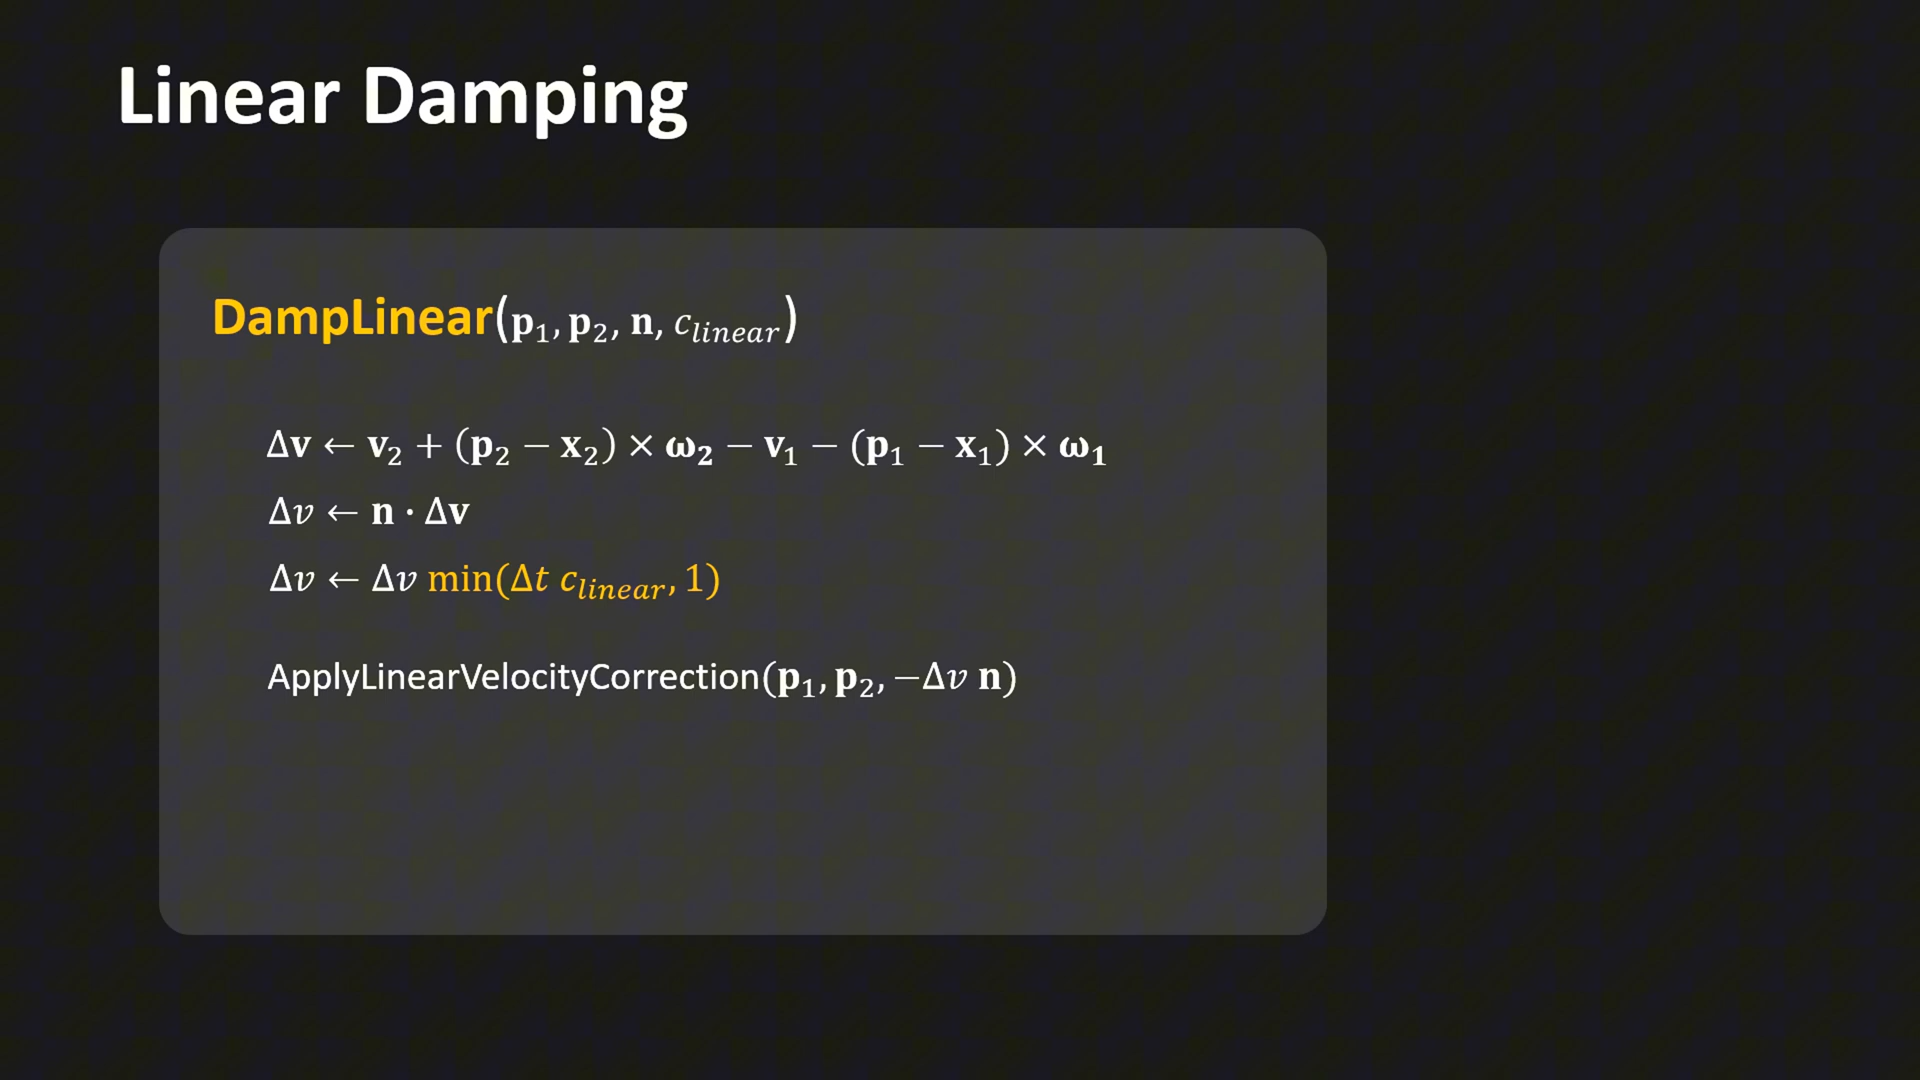 Linear Damping
DampLinear(p₁, p₂, n, c_linear)
Δv ← v₂ + (p₂ − x₂) × ω₂ − v₁ − (p₁ − x₁) × ω₁
Δv ← n · Δv
Δv ← Δv min(Δt c_linear, 1)
ApplyLinearVelocityCorrection(p₁, p₂, −Δv n)